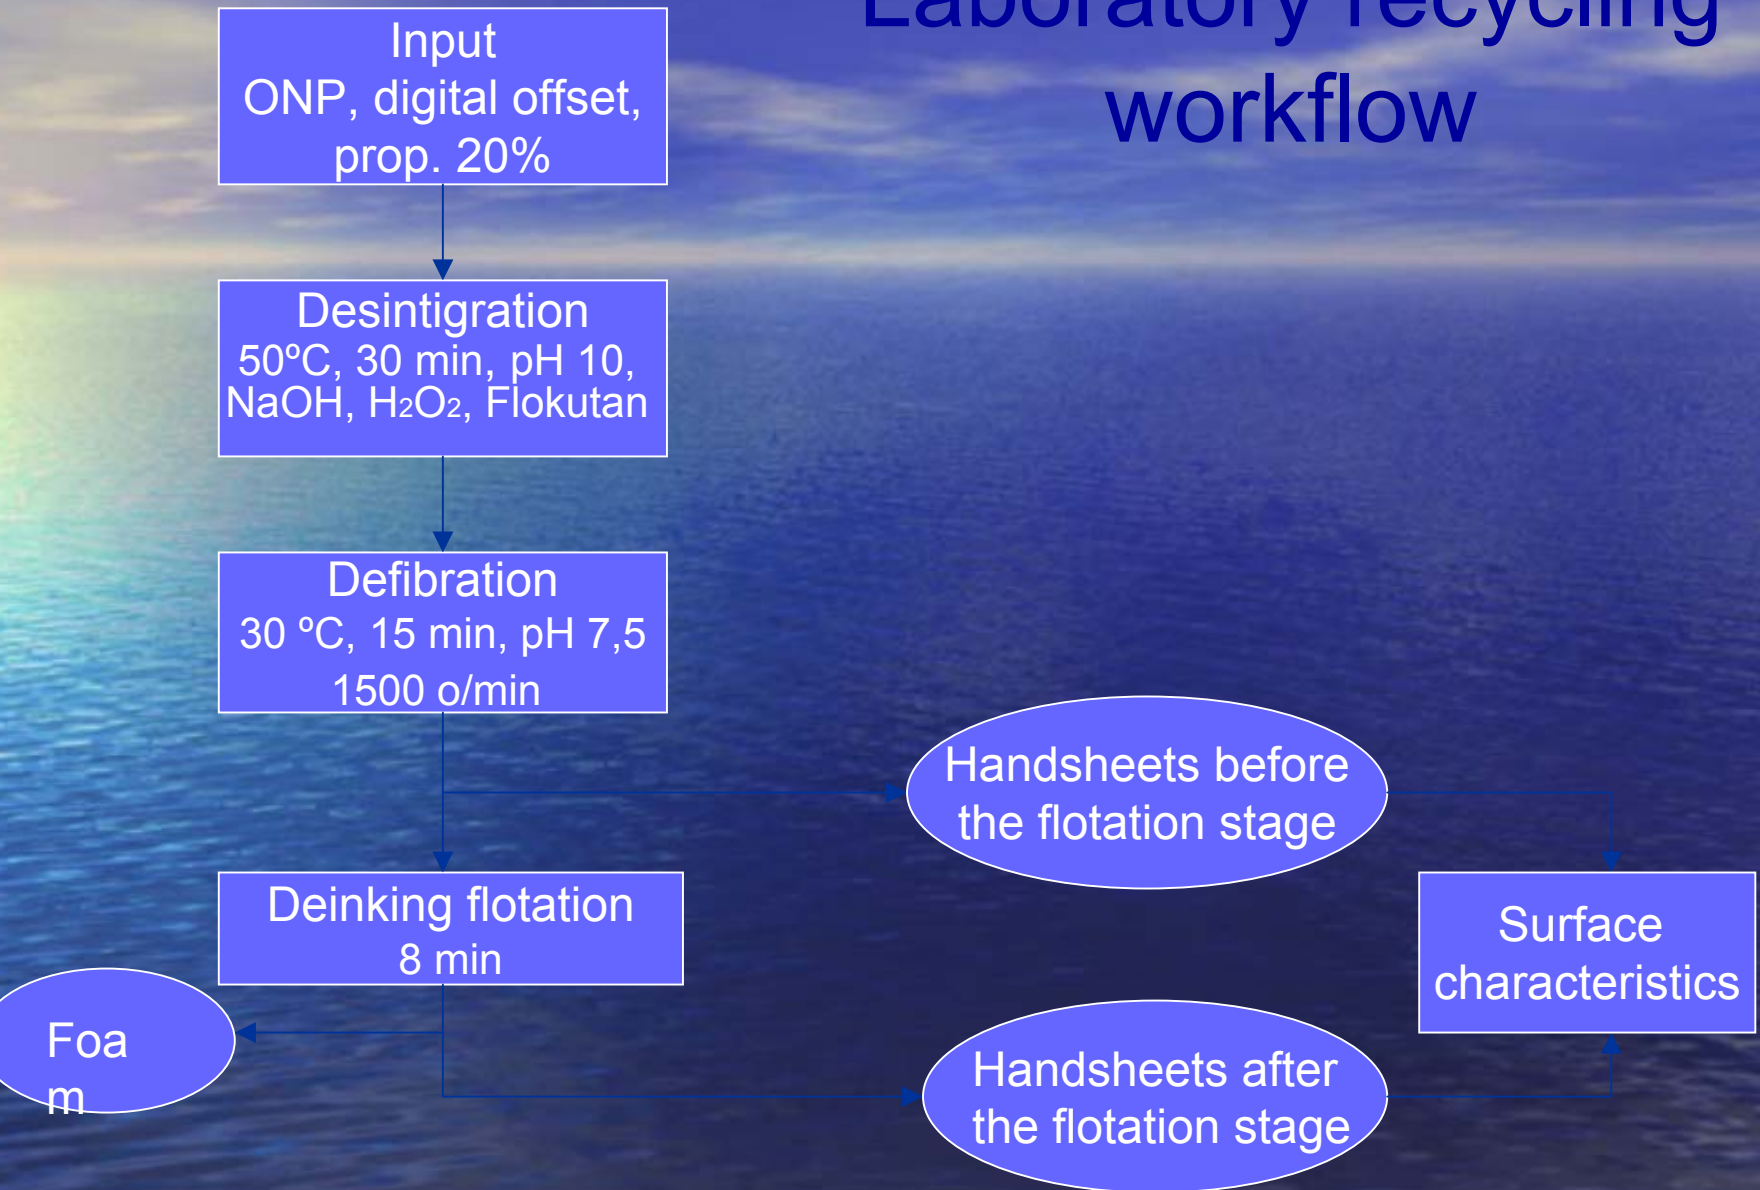 Laboratory recycling
workflow
Input
ONP, digital offset,
prop. 20%
Desintigration
50ºC, 30 min, pH 10,
NaOH, H₂O₂, Flokutan
Defibration
30 ºC, 15 min, pH 7,5
1500 o/min
Handsheets before
the flotation stage
Deinking flotation
8 min
Surface
characteristics
Foa
m
Handsheets after
the flotation stage